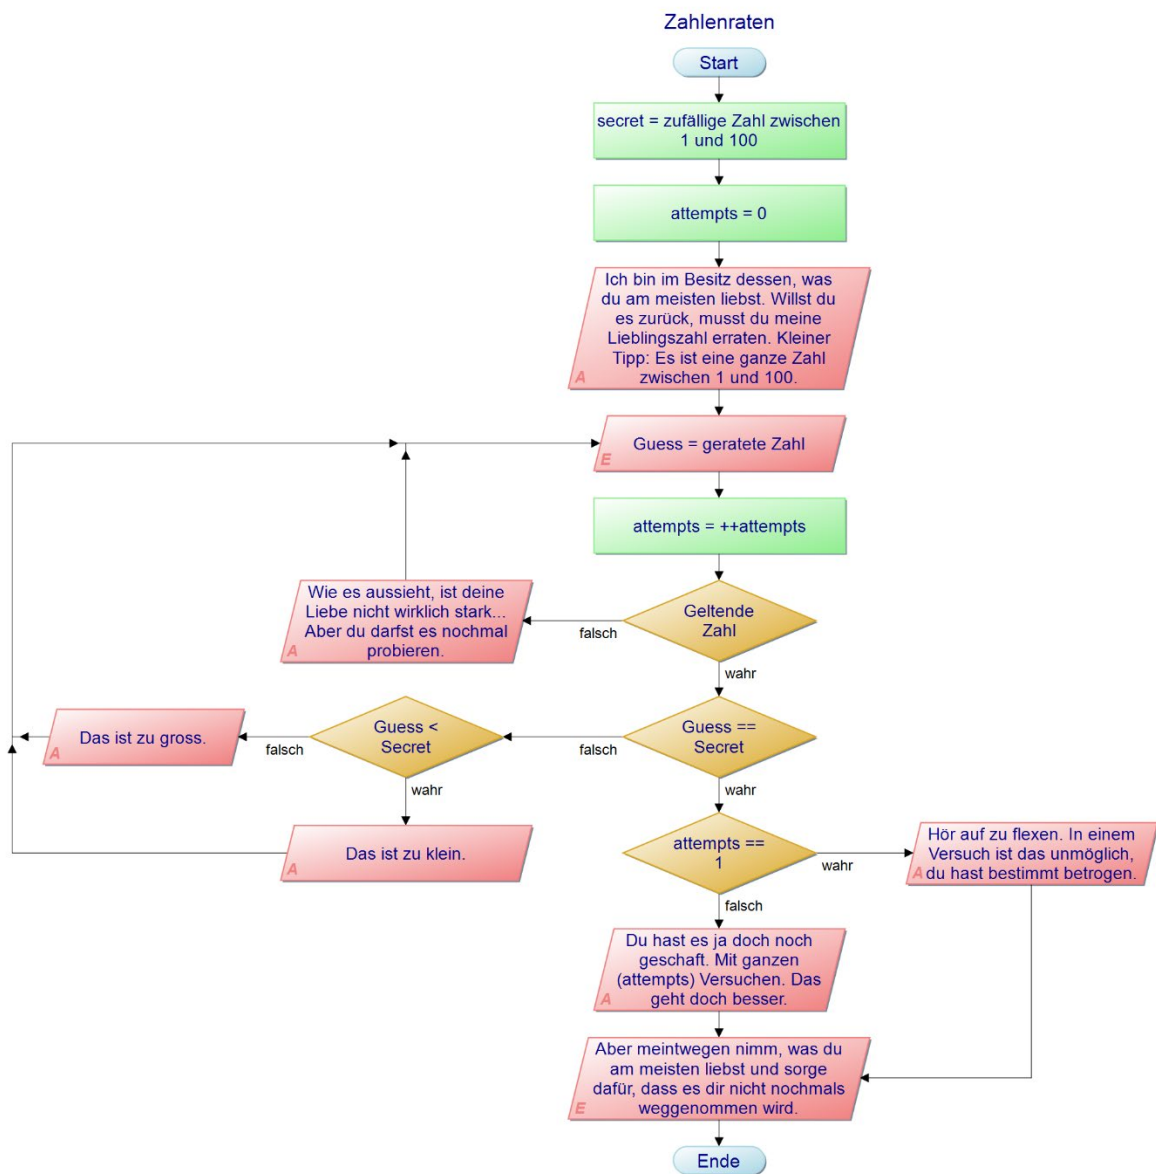 Zahlenraten
Start
secret = zufällige Zahl zwischen
1 und 100
attempts = 0
Ich bin im Besitz dessen, was
du am meisten liebst. Willst du
es zurück, musst du meine
Lieblingszahl erraten. Kleiner
Tipp: Es ist eine ganze Zahl
zwischen 1 und 100.
A
Guess = geratete Zahl
E
attempts = ++attempts
Geltende
Zahl
falsch
wahr
Wie es aussieht, ist deine
Liebe nicht wirklich stark...
Aber du darfst es nochmal
probieren.
A
Guess ==
Secret
falsch
wahr
Guess <
Secret
falsch
wahr
Das ist zu gross.
A
Das ist zu klein.
A
attempts ==
1
wahr
falsch
Hör auf zu flexen. In einem
Versuch ist das unmöglich,
du hast bestimmt betrogen.
A
Du hast es ja doch noch
geschaft. Mit ganzen
(attempts) Versuchen. Das
geht doch besser.
A
Aber meintwegen nimm, was du
am meisten liebst und sorge
dafür, dass es dir nicht nochmals
weggenommen wird.
E
Ende